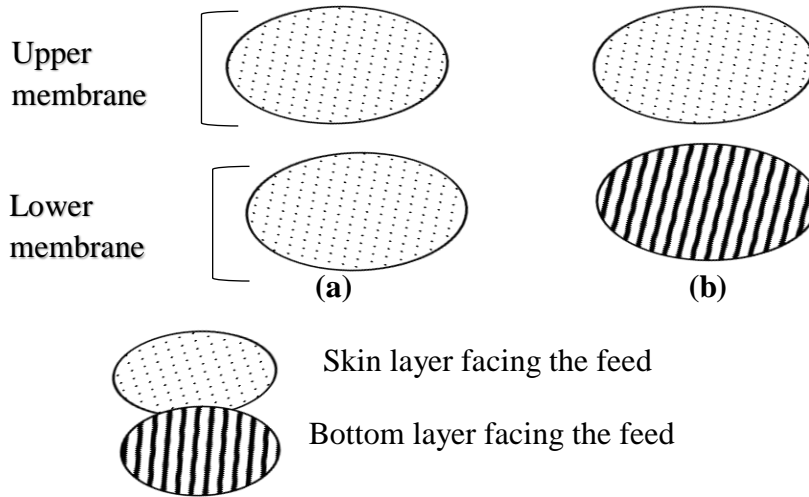 Upper
membrane
Lower
membrane
(a)
(b)
Skin layer facing the feed
Bottom layer facing the feed